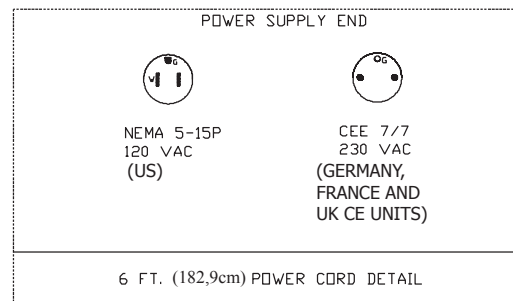 POWER SUPPLY END
G
W
G
NEMA 5-15P
120 VAC
(US)
CEE 7/7
230 VAC
(GERMANY,
FRANCE AND
UK CE UNITS)
6 FT. (182,9cm) POWER CORD DETAIL